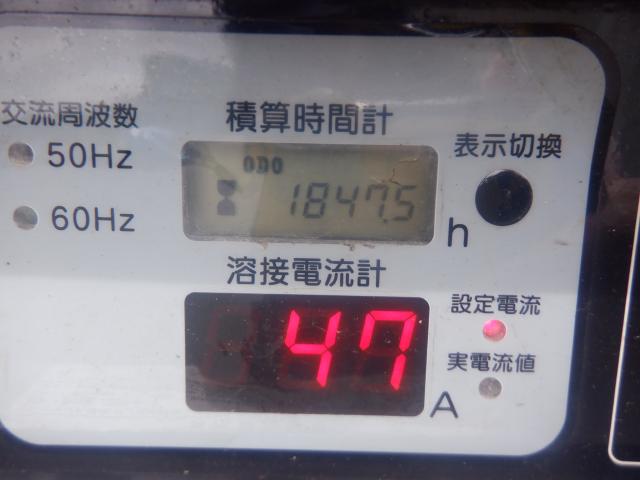 交流周波数
50Hz
60Hz
積算時間計
ODO
1847.5
h
表示切換
溶接電流計
47
A
設定電流
実電流値